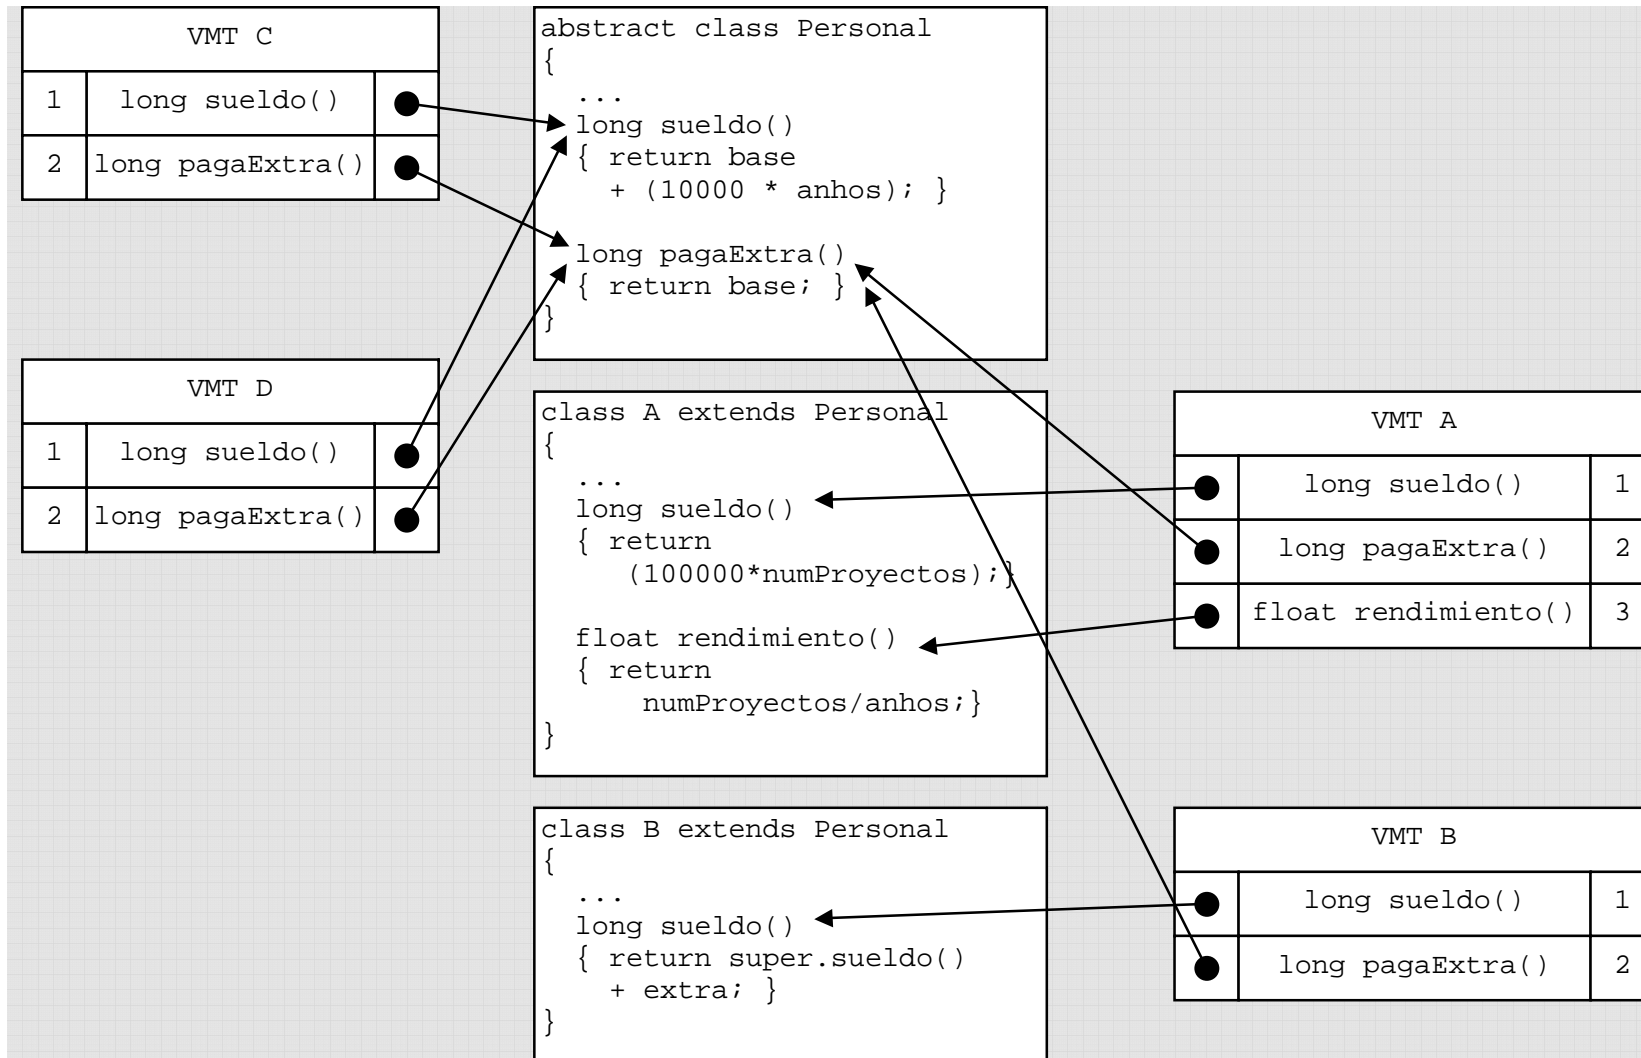 VMT C
1 long sueldo()
2 long pagaExtra()
abstract class Personal
{
...
long sueldo()
{ return base
+ (10000 * anhos); }
long pagaExtra()
{ return base; }
}
VMT D
1 long sueldo()
2 long pagaExtra()
class A extends Personal
{
...
long sueldo()
{ return
(100000*numProyectos);}
float rendimiento()
{ return
numProyectos/anhos;}
}
VMT A
long sueldo() 1
long pagaExtra() 2
float rendimiento() 3
class B extends Personal
{
...
long sueldo()
{ return super.sueldo()
+ extra; }
}
VMT B
long sueldo() 1
long pagaExtra() 2